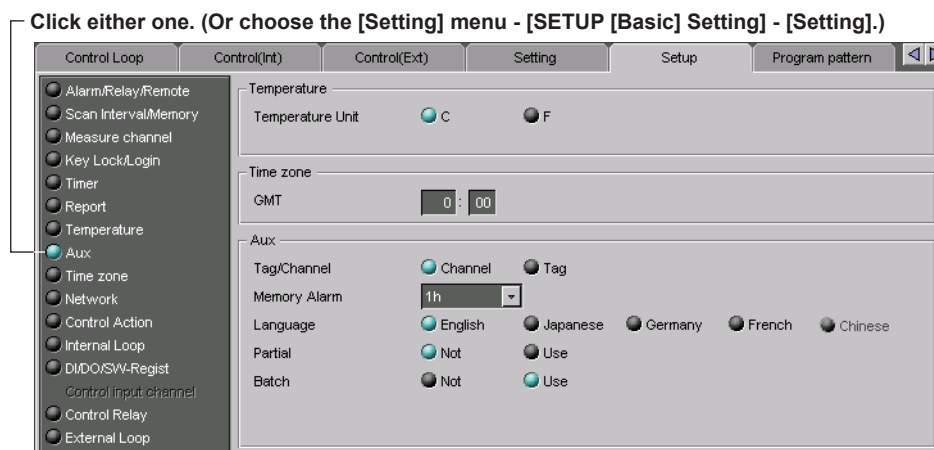 Click either one. (Or choose the [Setting] menu - [SETUP [Basic] Setting] - [Setting].)
Control Loop Control(Int) Control(Ext) Setting Setup Program pattern
Alarm/Relay/Remote
Scan Interval/Memory
Measure channel
Key Lock/Login
Timer
Report
Temperature
Aux
Time zone
Network
Control Action
Internal Loop
DI/DO/SW-Regist
Control input channel
Control Relay
External Loop
Temperature
Temperature Unit C F
Time zone
GMT 0 : 00
Aux
Tag/Channel Channel Tag
Memory Alarm 1h
Language English Japanese Germany French Chinese
Partial Not Use
Batch Not Use